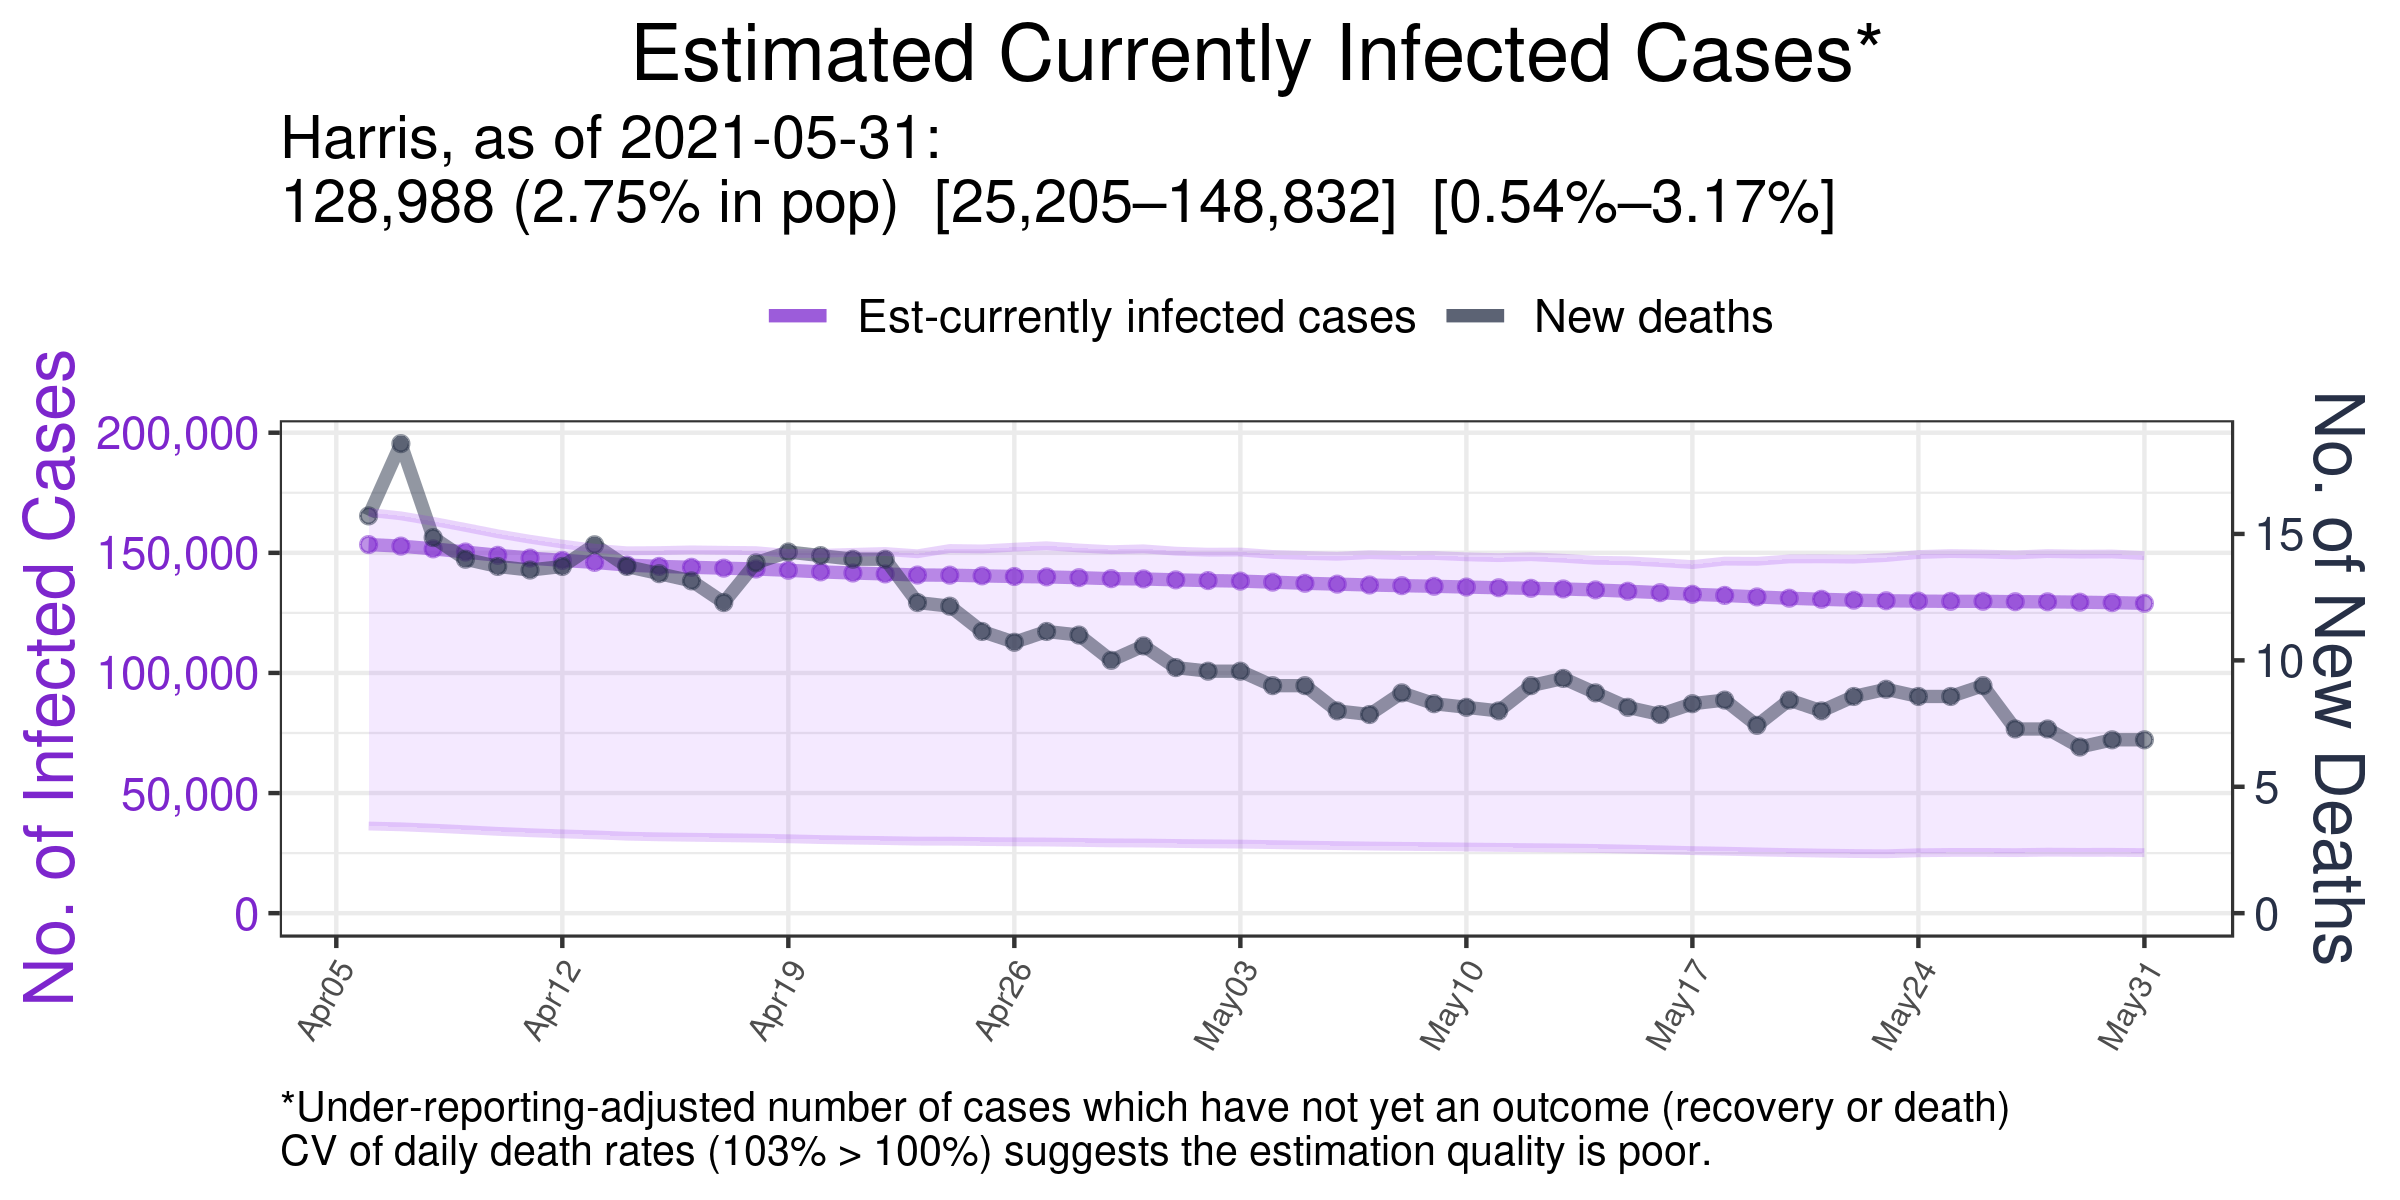 Estimated Currently Infected Cases*
Harris, as of 2021-05-31:
128,988 (2.75% in pop)  [25,205–148,832]  [0.54%–3.17%]
Est-currently infected cases
New deaths
No. of Infected Cases
200,000
150,000
100,000
50,000
0
15
10
5
0
No. of New Deaths
Apr05
Apr12
Apr19
Apr26
May03
May10
May17
May24
May31
*Under-reporting-adjusted number of cases which have not yet an outcome (recovery or death)
CV of daily death rates (103% > 100%) suggests the estimation quality is poor.